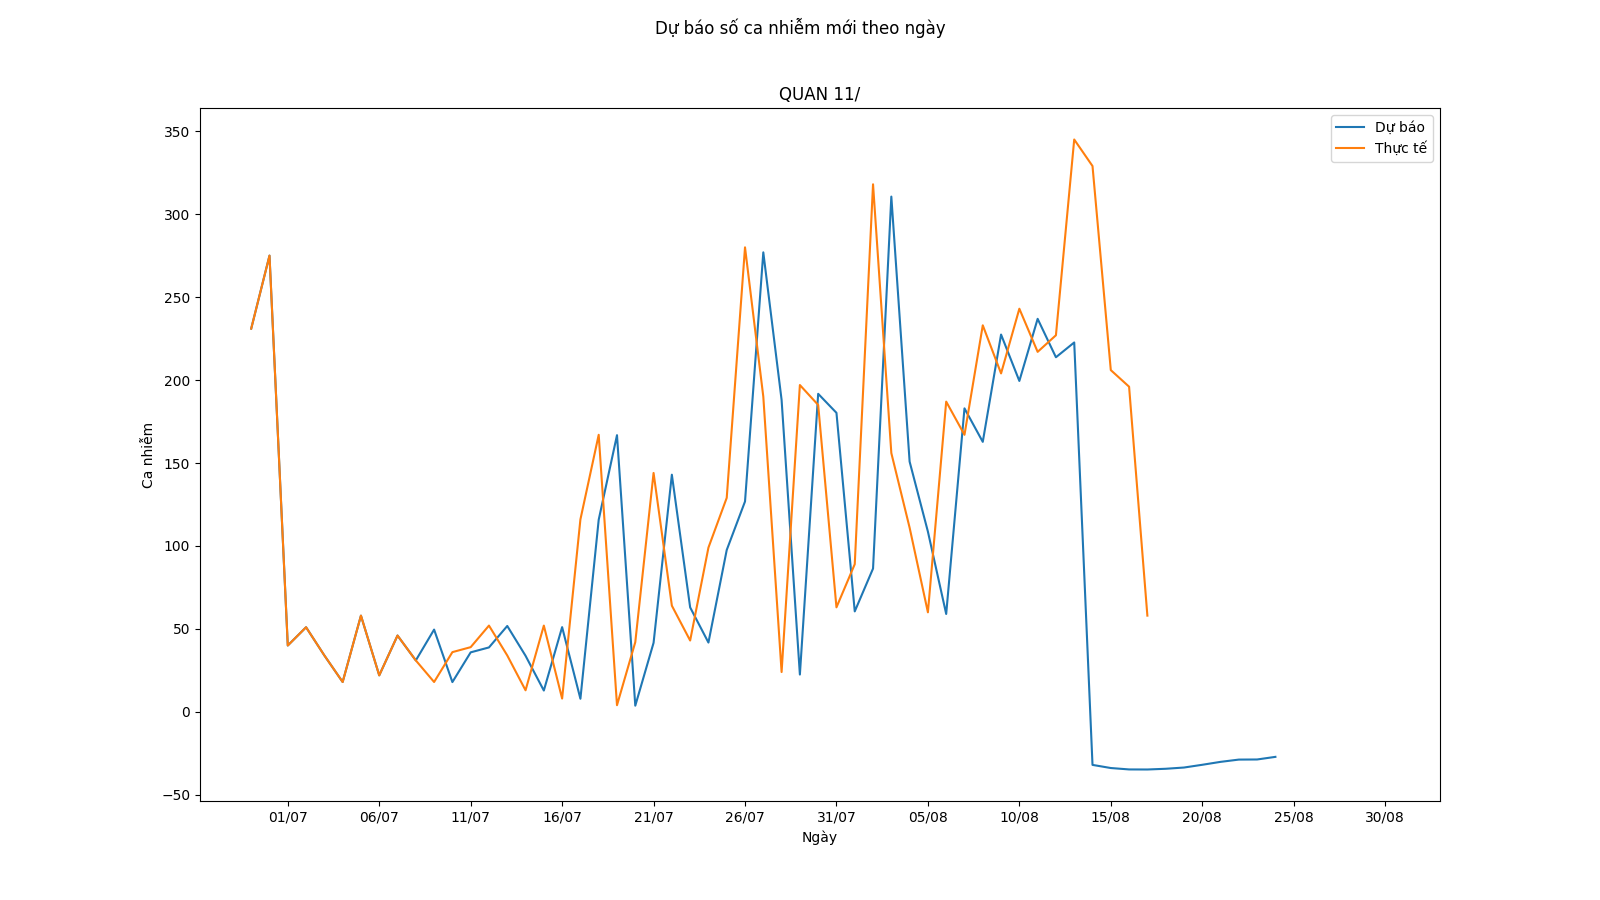 Dự báo số ca nhiễm mới theo ngày
QUAN 11/
Dự báo
Thực tế
350
300
250
200
150
100
50
0
−50
Ca nhiễm
01/07 06/07 11/07 16/07 21/07 26/07 31/07 05/08 10/08 15/08 20/08 25/08 30/08
Ngày